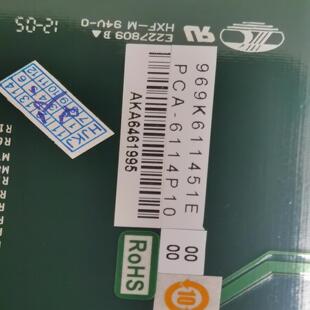 12-05
E227809 B
HXF-M 94V-0
969K611451E
PCA-6114P10
AKA6461995
00
00
RoHS
10